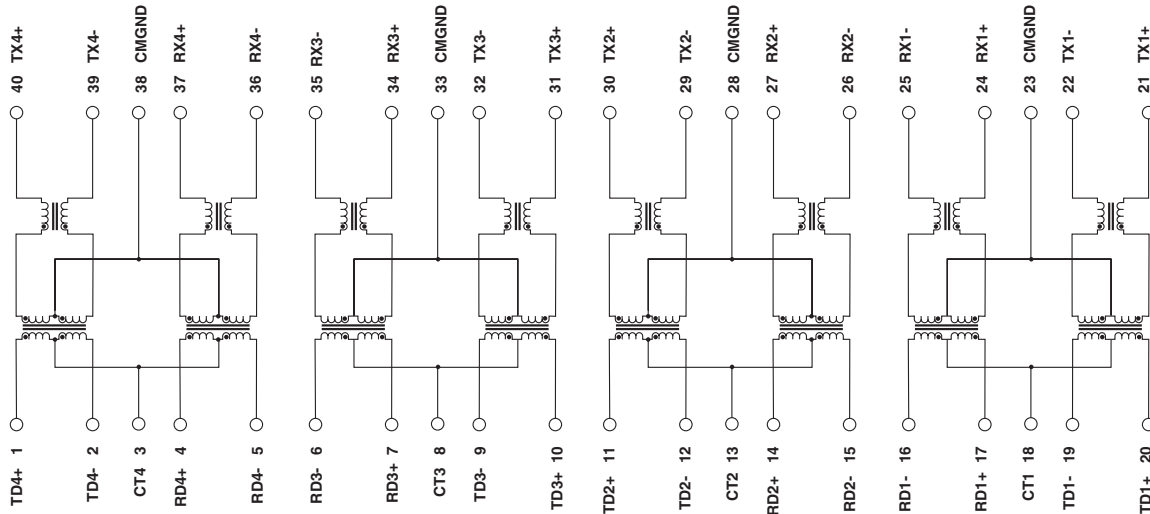 40 TX4+
39 TX4-
38 CMGND
37 RX4+
36 RX4-
35 RX3-
34 RX3+
33 CMGND
32 TX3-
31 TX3+
30 TX2+
29 TX2-
28 CMGND
27 RX2+
26 RX2-
25 RX1-
24 RX1+
23 CMGND
22 TX1-
21 TX1+
TD4+ 1
TD4- 2
CT4 3
RD4+ 4
RD4- 5
RD3- 6
RD3+ 7
CT3 8
TD3- 9
TD3+ 10
TD2+ 11
TD2- 12
CT2 13
RD2+ 14
RD2- 15
RD1- 16
RD1+ 17
CT1 18
TD1- 19
TD1+ 20